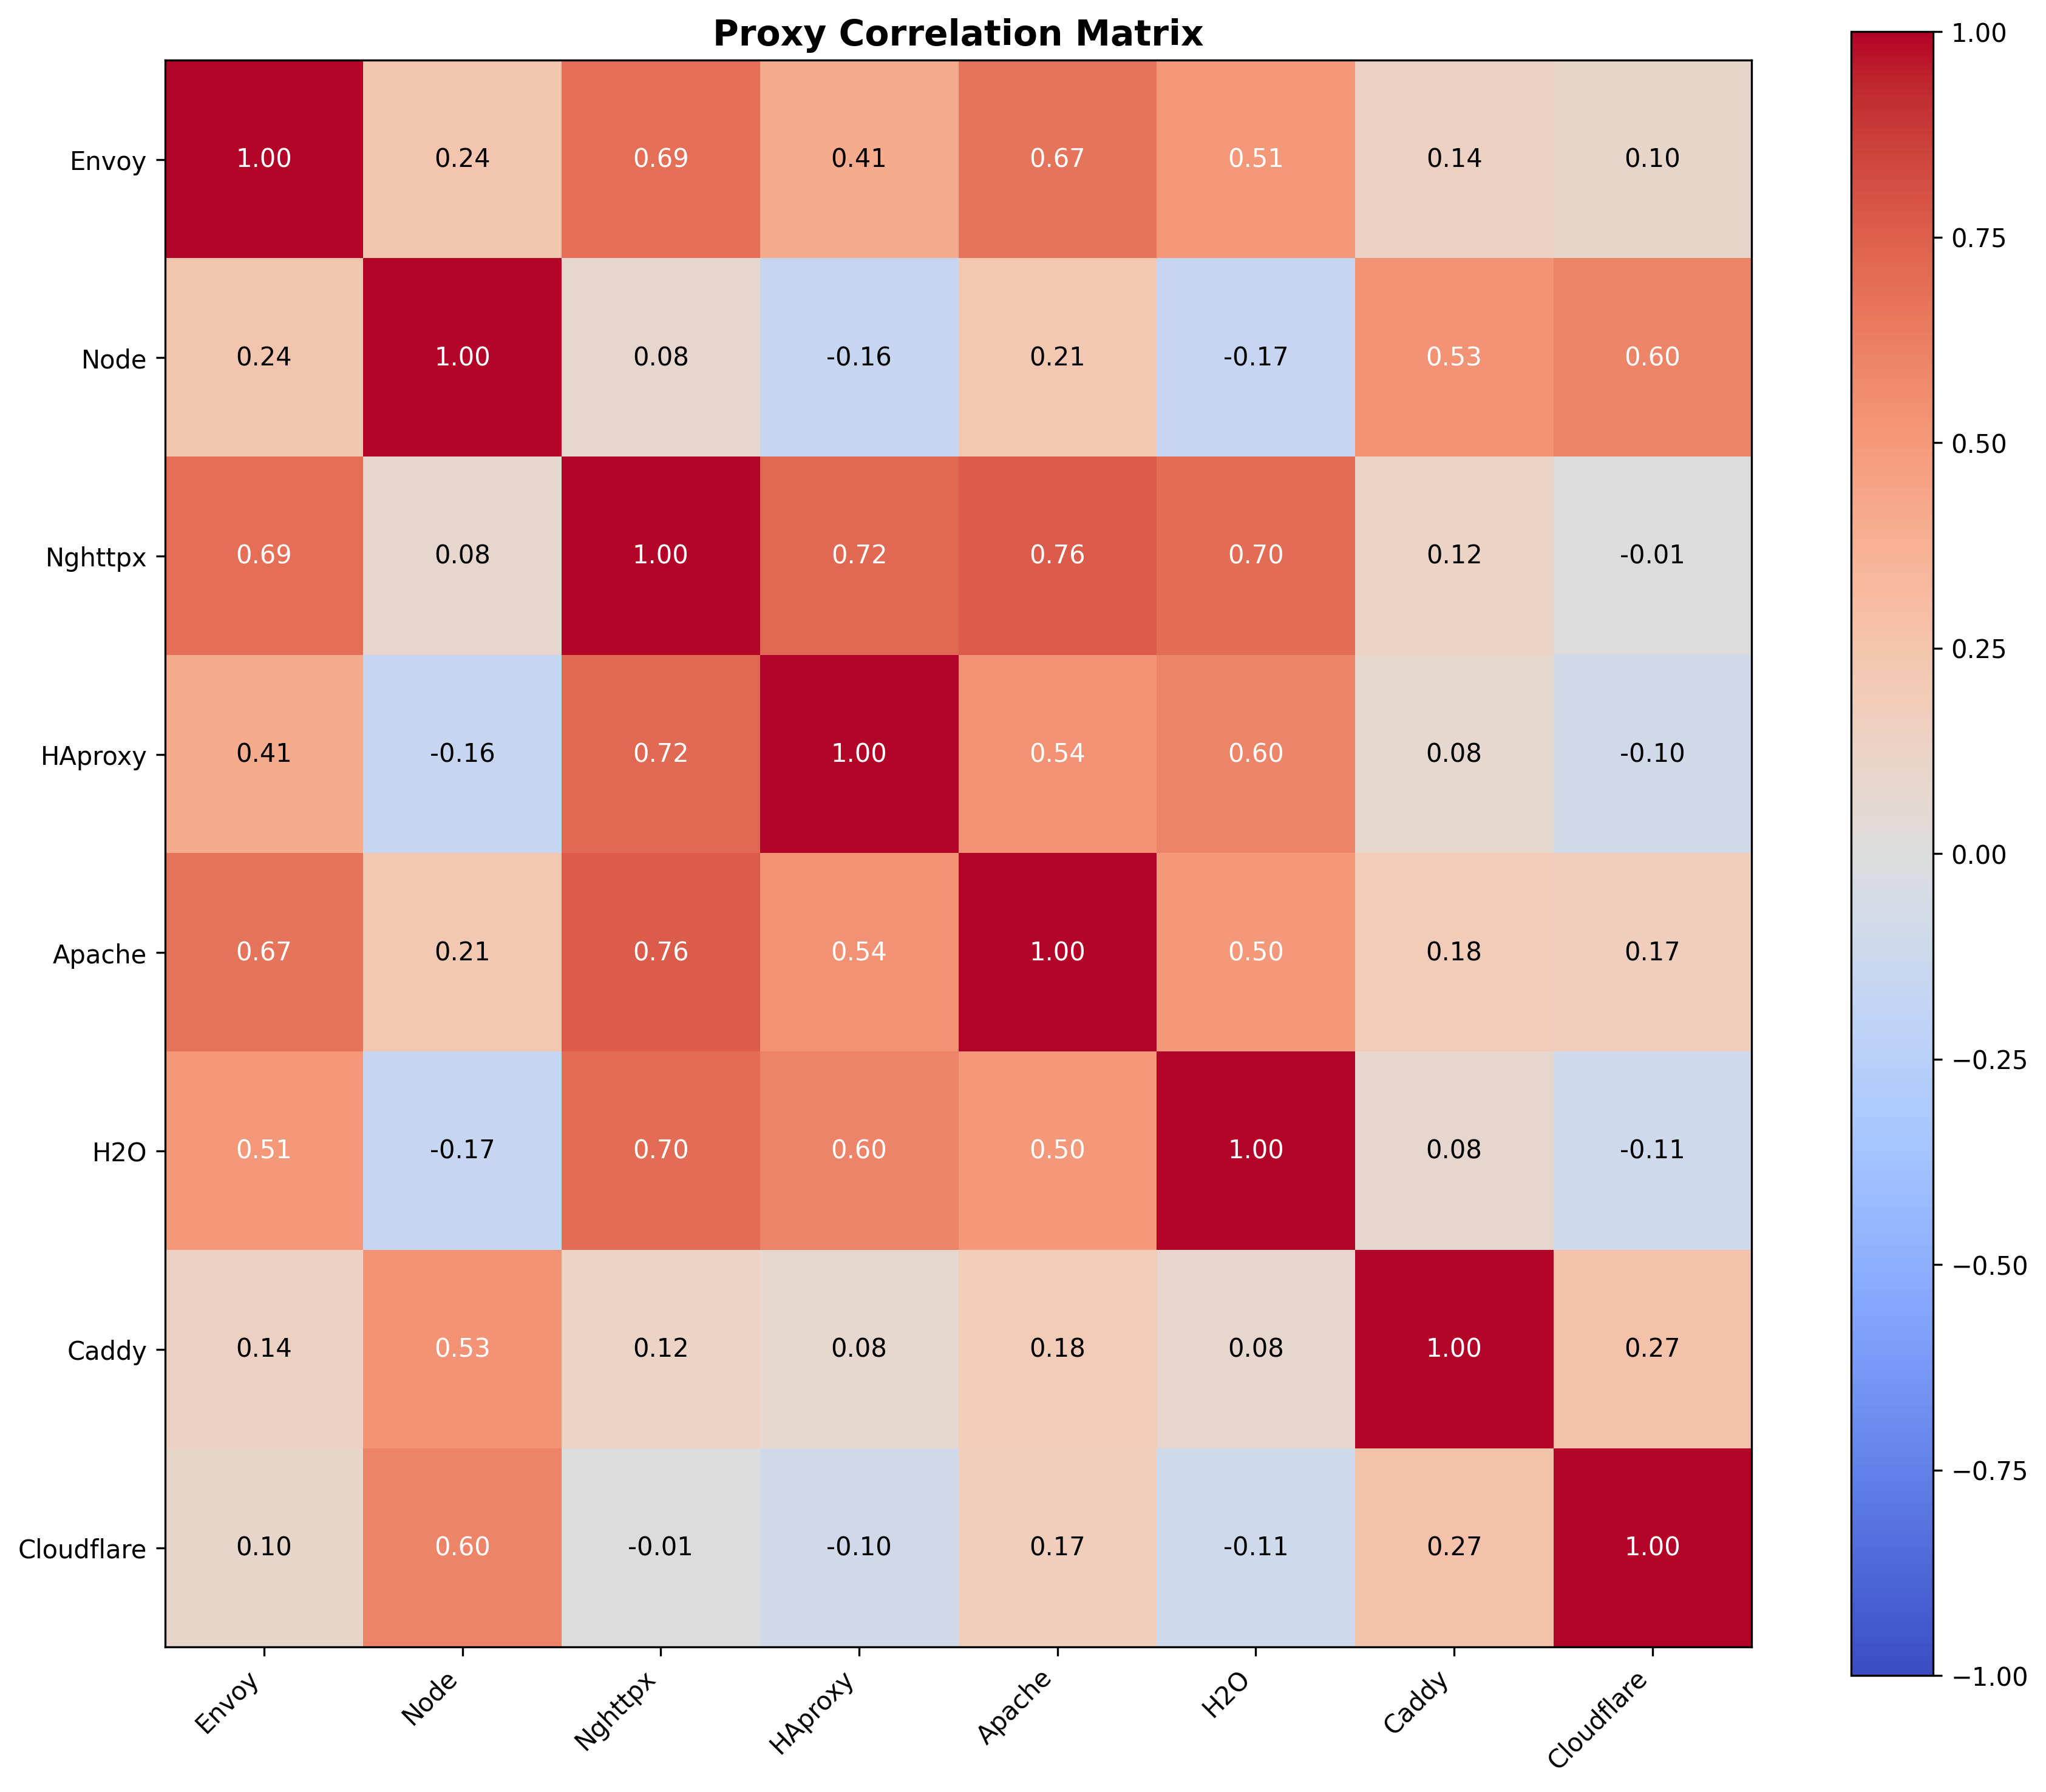 Proxy Correlation Matrix
Envoy 1.00 0.24 0.69 0.41 0.67 0.51 0.14 0.10
Node 0.24 1.00 0.08 -0.16 0.21 -0.17 0.53 0.60
Nghttpx 0.69 0.08 1.00 0.72 0.76 0.70 0.12 -0.01
HAproxy 0.41 -0.16 0.72 1.00 0.54 0.60 0.08 -0.10
Apache 0.67 0.21 0.76 0.54 1.00 0.50 0.18 0.17
H2O 0.51 -0.17 0.70 0.60 0.50 1.00 0.08 -0.11
Caddy 0.14 0.53 0.12 0.08 0.18 0.08 1.00 0.27
Cloudflare 0.10 0.60 -0.01 -0.10 0.17 -0.11 0.27 1.00
Envoy Node Nghttpx HAproxy Apache H2O Caddy Cloudflare
1.00
0.75
0.50
0.25
0.00
−0.25
−0.50
−0.75
−1.00